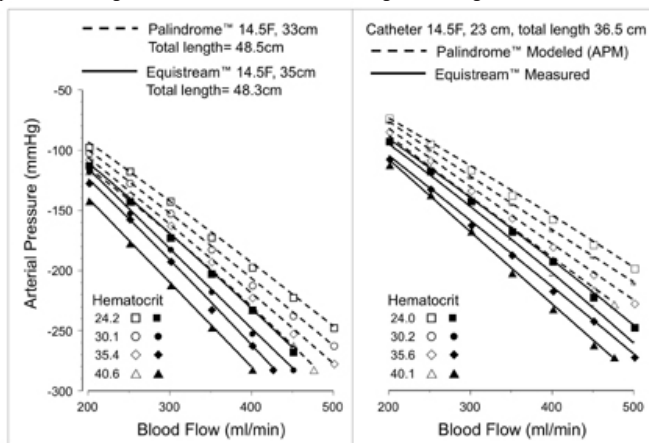 Palindrome™ 14.5F, 33cm
Total length= 48.5cm
Equistream™ 14.5F, 35cm
Total length= 48.3cm
-50
-100
-150
-200
-250
-300
Arterial Pressure (mmHg)
Hematocrit
24.2
30.1
35.4
40.6
200
300
400
500
Blood Flow (ml/min)
Catheter 14.5F, 23 cm, total length 36.5 cm
Palindrome™ Modeled (APM)
Equistream™ Measured
Hematocrit
24.0
30.2
35.6
40.1
200
300
400
500
Blood Flow (ml/min)